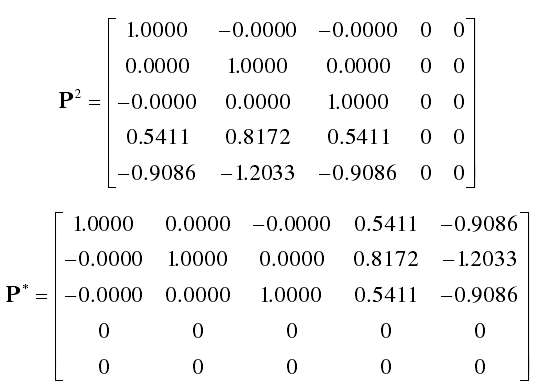 1.0000 −0.0000 −0.0000 0 0
0.0000 1.0000 0.0000 0 0
P² = −0.0000 0.0000 1.0000 0 0
0.5411 0.8172 0.5411 0 0
−0.9086 −1.2033 −0.9086 0 0
1.0000 0.0000 −0.0000 0.5411 −0.9086
−0.0000 1.0000 0.0000 0.8172 −1.2033
P* = −0.0000 0.0000 1.0000 0.5411 −0.9086
0 0 0 0 0
0 0 0 0 0